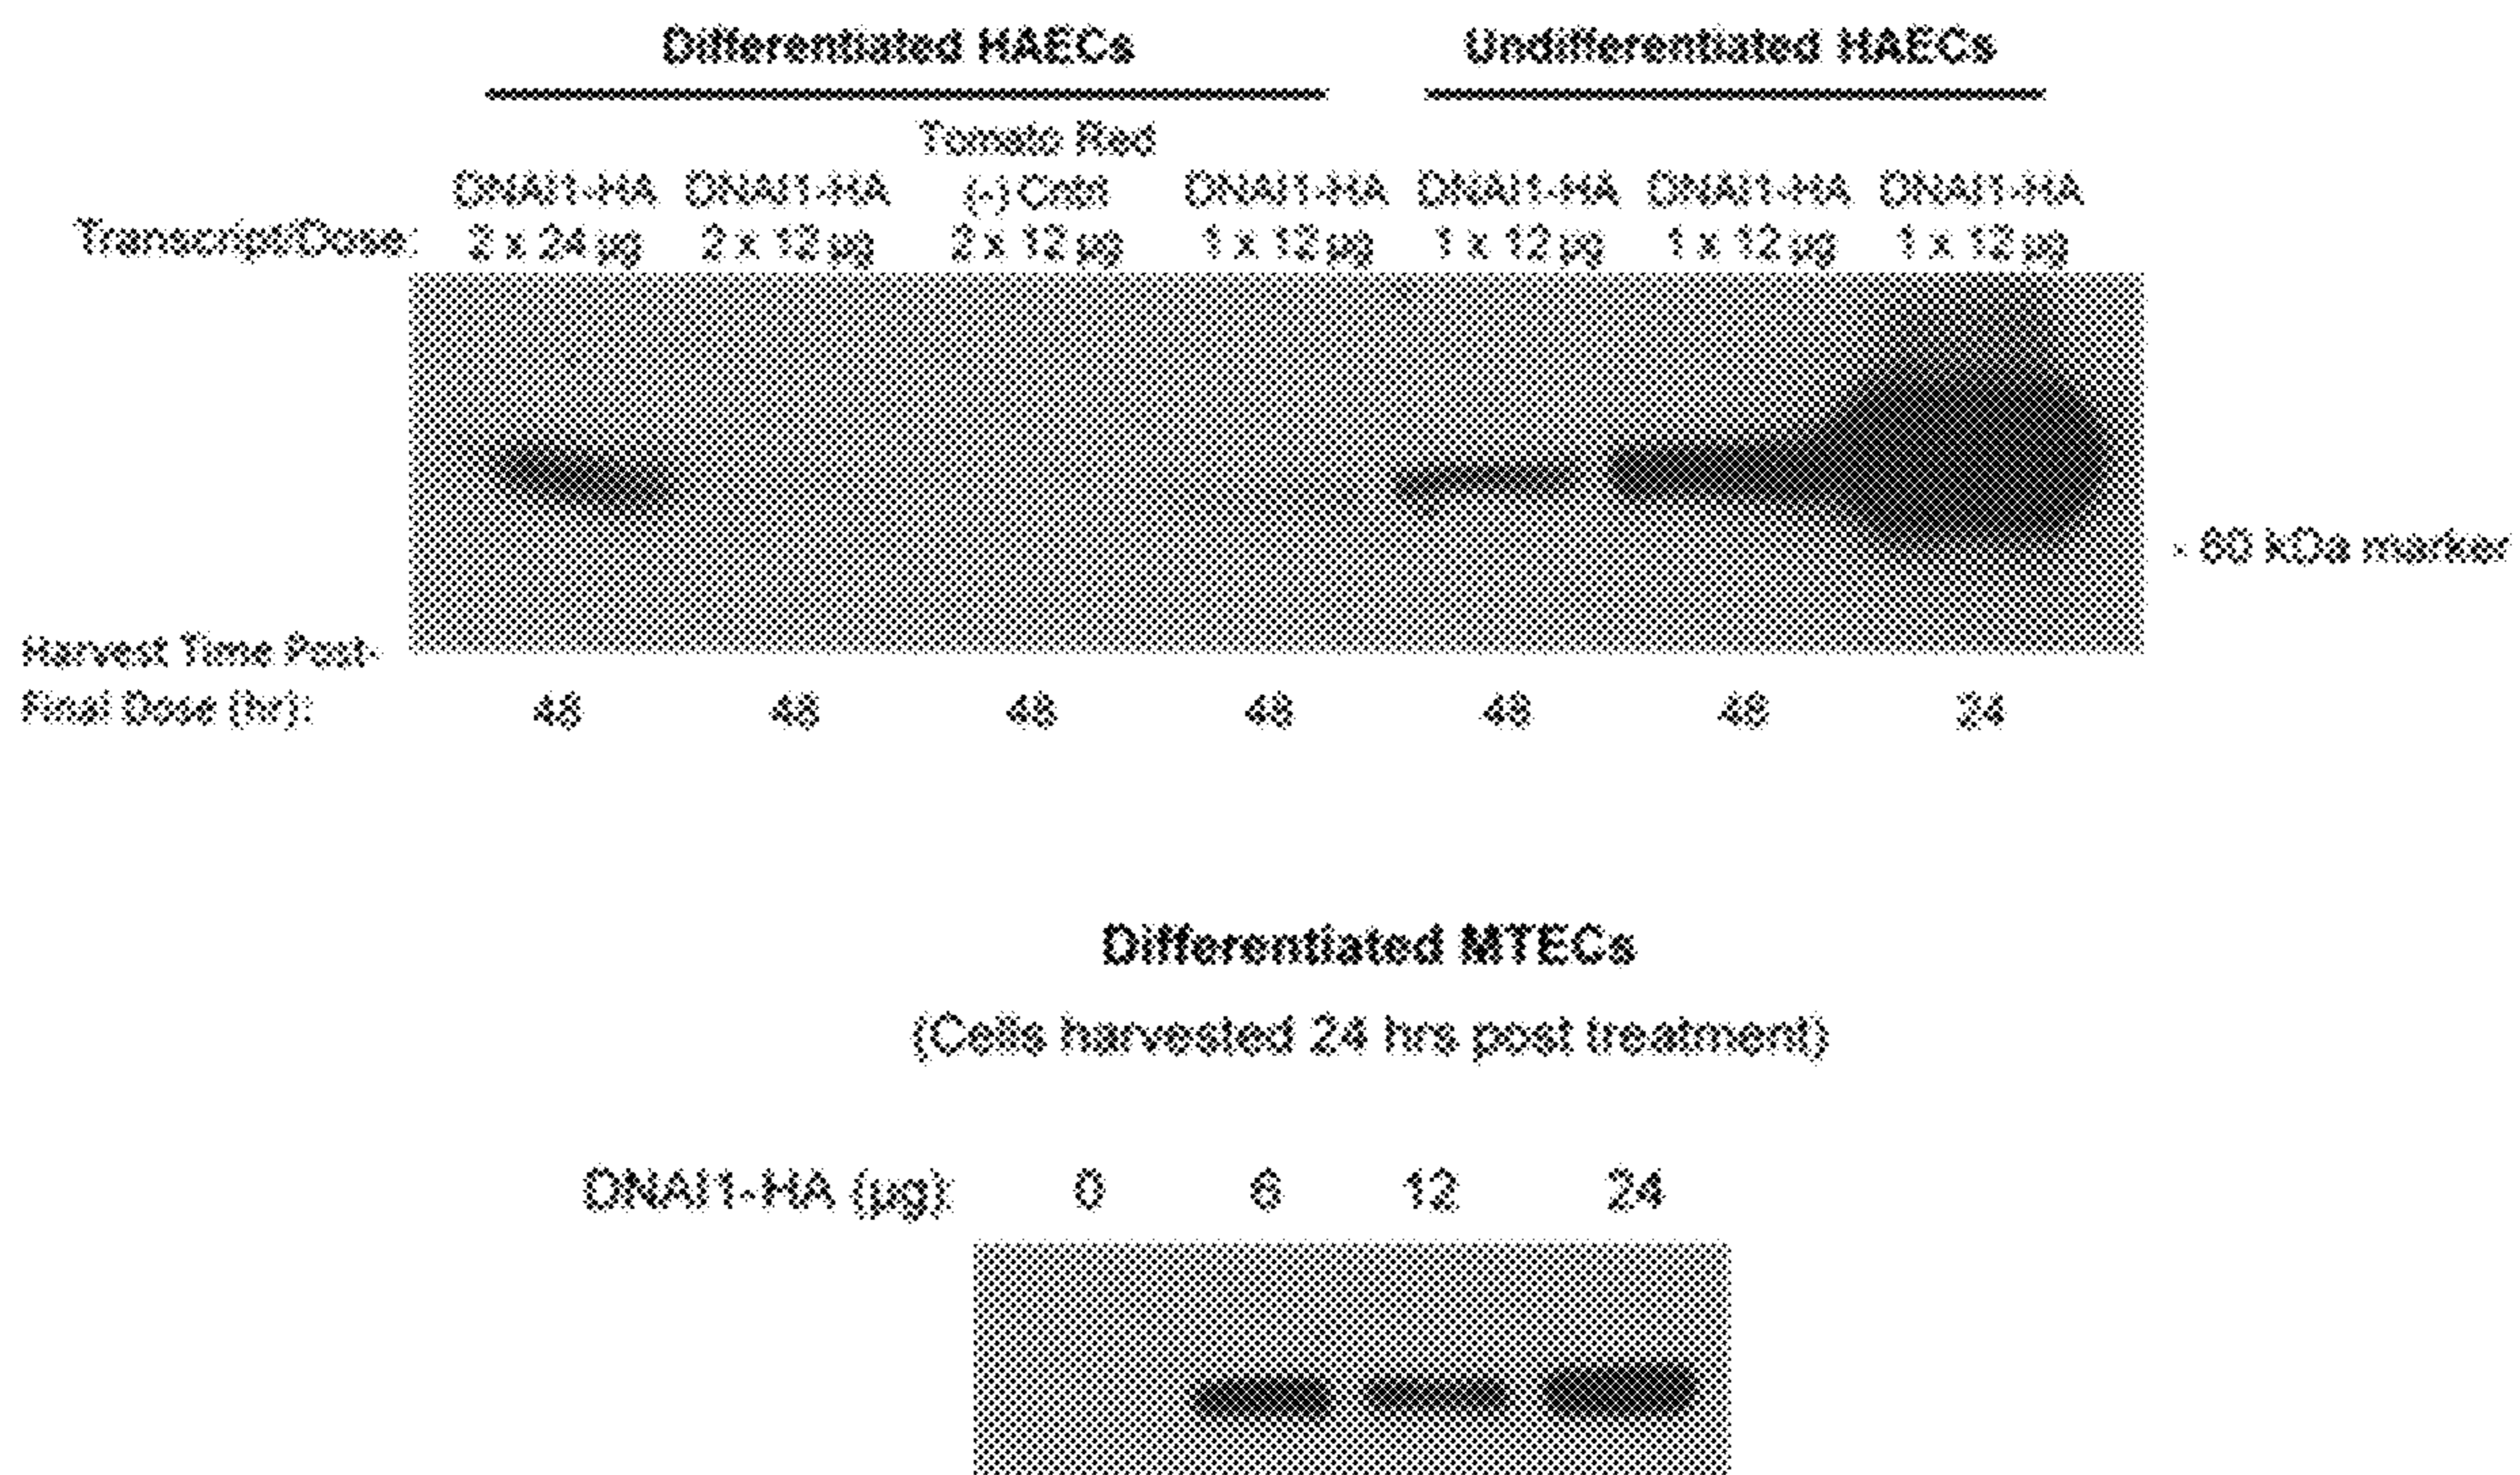 Differentiated HAECs Undifferentiated HAECs
Tomato Red
DNAI1-HA DNAI1-HA (-) Cntrl DNAI1-HA DNAI1-HA DNAI1-HA DNAI1-HA
Transcript/Dose: 2 x 24 µg 2 x 12 µg 2 x 12 µg 1 x 12 µg 1 x 12 µg 1 x 12 µg 1 x 12 µg
- 60 kDa marker
Harvest Time Post-
Final Dose (hr): 48 48 48 48 48 48 24
Differentiated MTECs
(Cells harvested 24 hrs post treatment)
DNAI1-HA (µg): 0 6 12 24